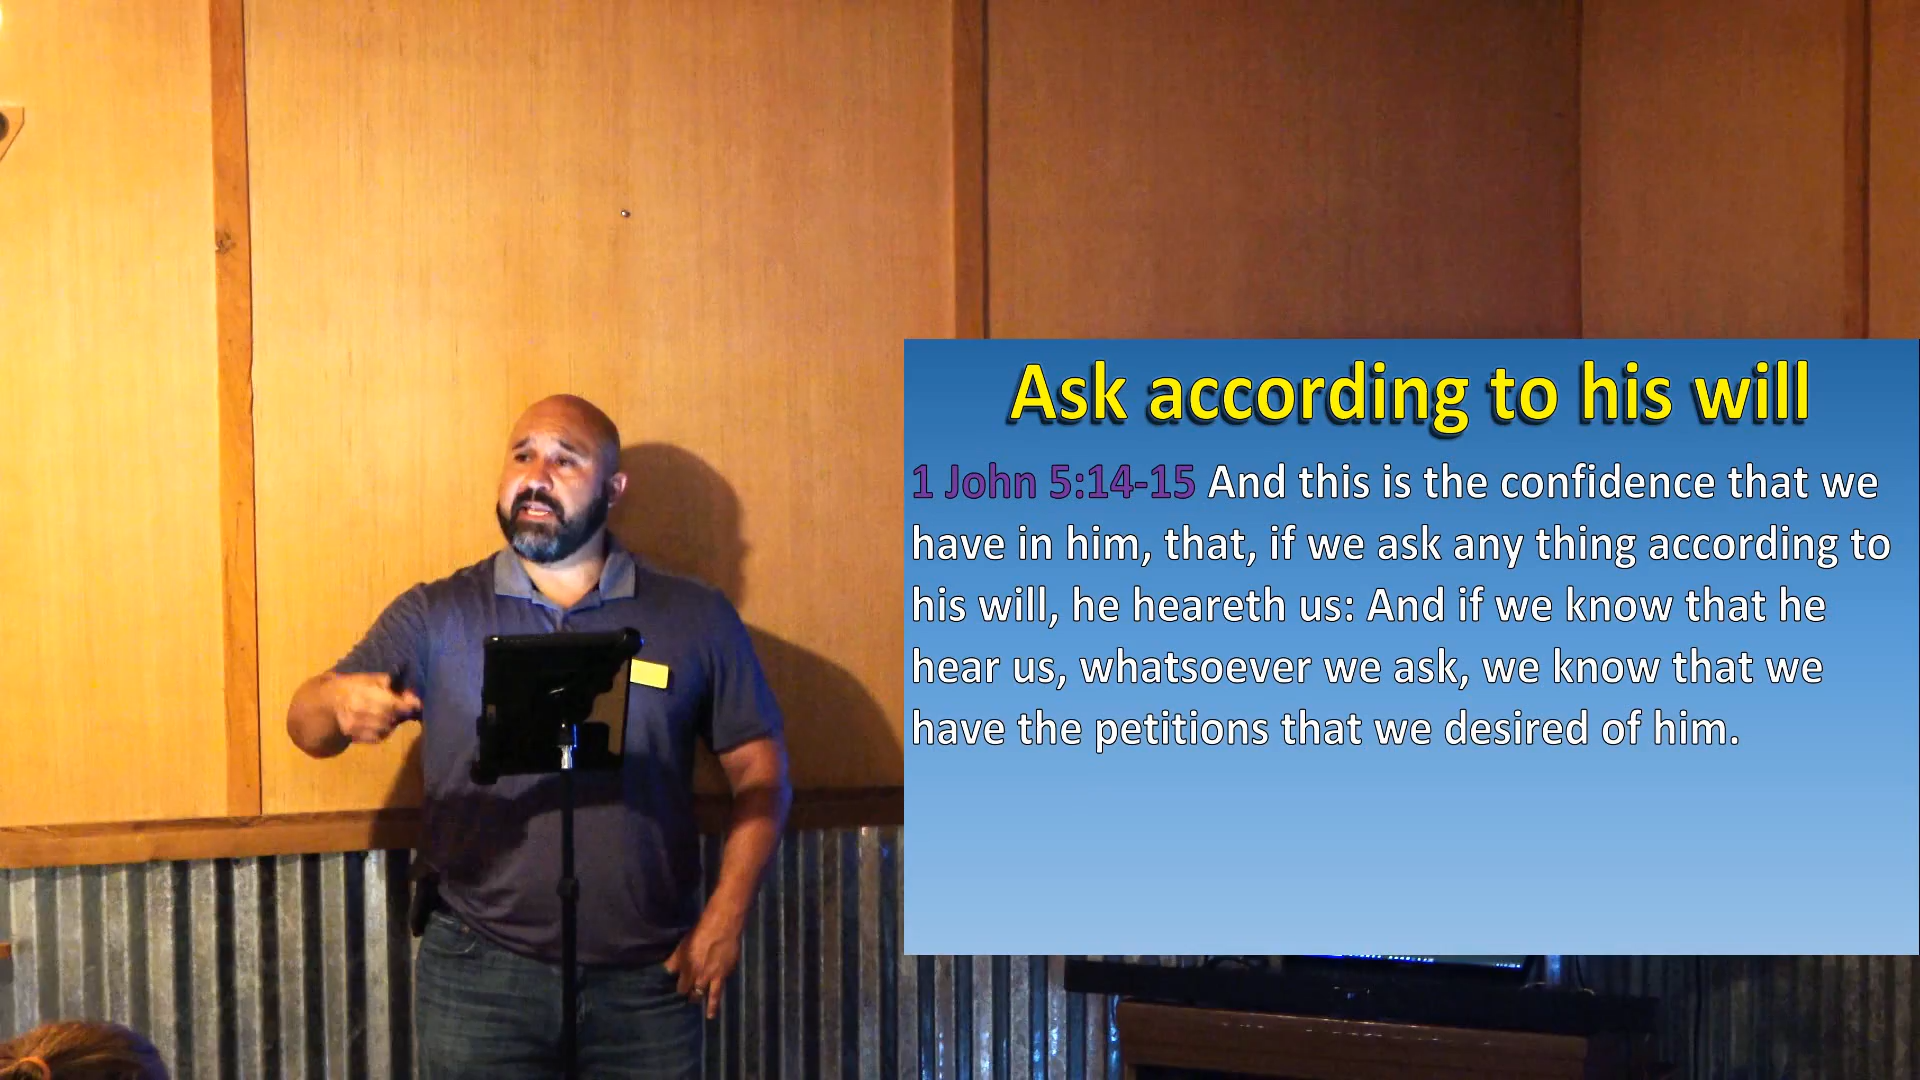 Ask according to his will
1 John 5:14-15 And this is the confidence that we
have in him, that, if we ask any thing according to
his will, he heareth us: And if we know that he
hear us, whatsoever we ask, we know that we
have the petitions that we desired of him.